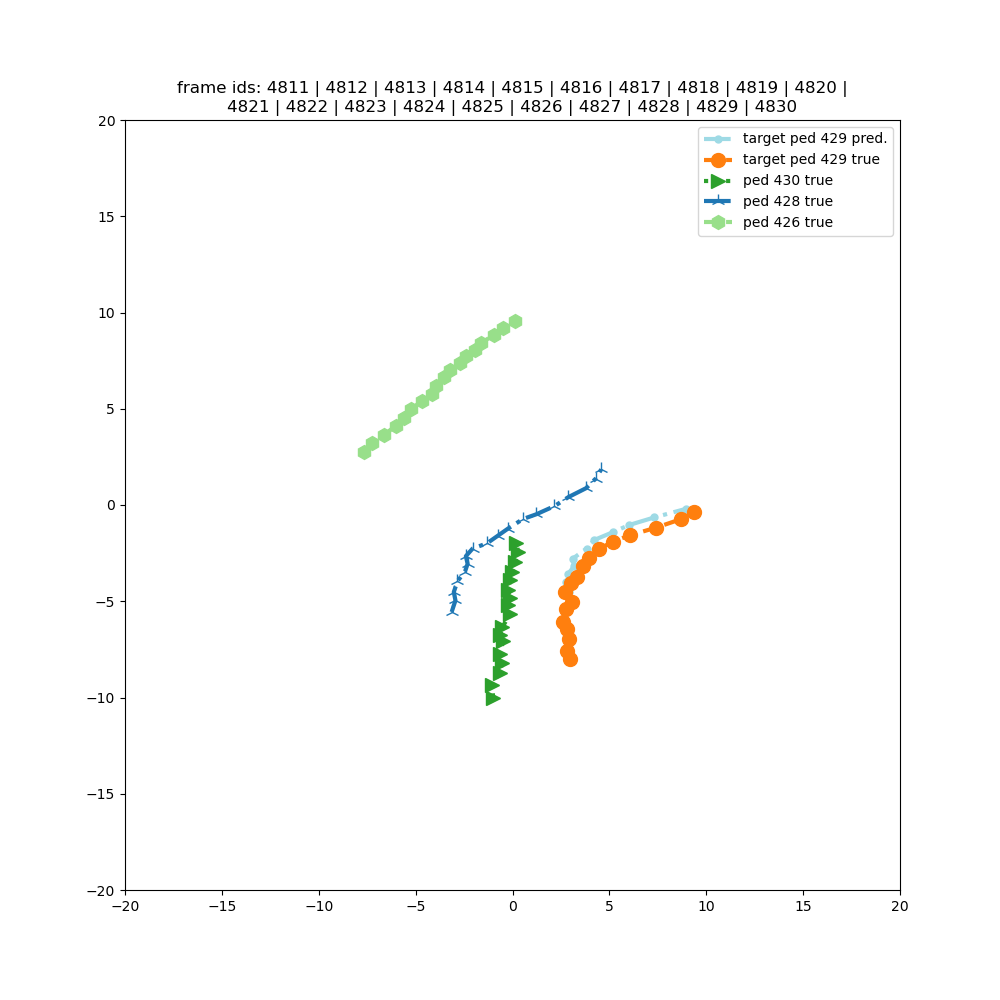 frame ids: 4811 | 4812 | 4813 | 4814 | 4815 | 4816 | 4817 | 4818 | 4819 | 4820 |
4821 | 4822 | 4823 | 4824 | 4825 | 4826 | 4827 | 4828 | 4829 | 4830
target ped 429 pred.
target ped 429 true
ped 430 true
ped 428 true
ped 426 true
20
15
10
5
0
−5
−10
−15
−20
−20 −15 −10 −5 0 5 10 15 20